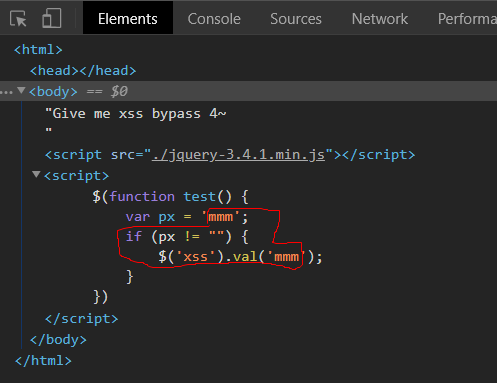 Elements Console Sources Network Performa
<html>
<head></head>
<body> == $0
"Give me xss bypass 4~
"
<script src="./jquery-3.4.1.min.js"></script>
<script>
$(function test() {
var px = 'mmm';
if (px != "") {
$('xss').val('mmm');
}
})
</script>
</body>
</html>